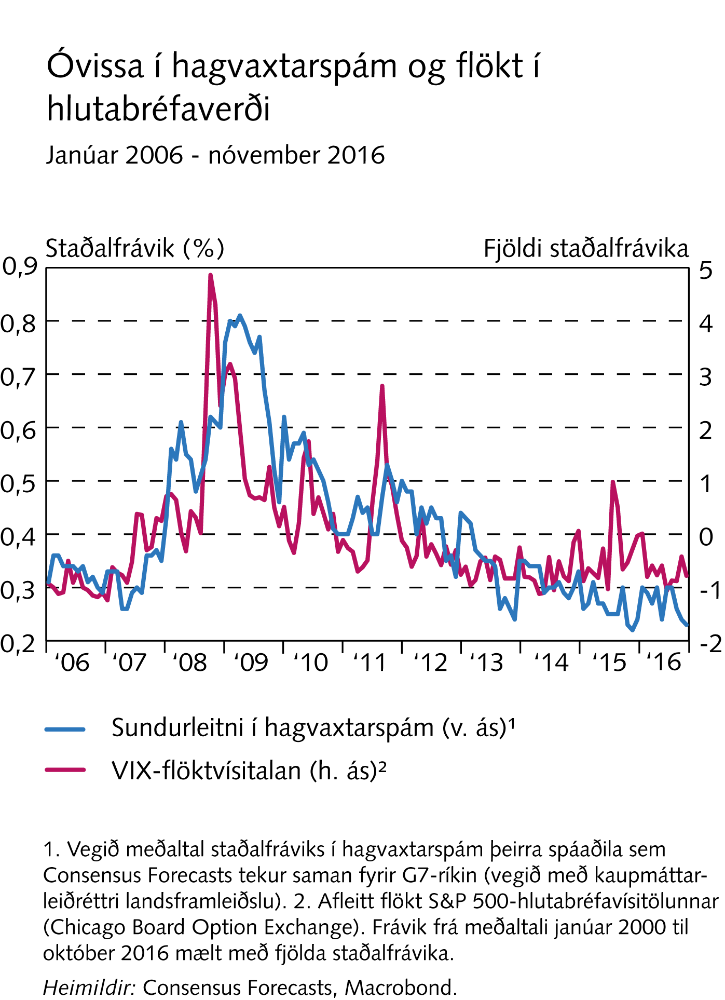 Óvissa í hagvaxtarspám og flökt í
hlutabréfaverði
Janúar 2006 - nóvember 2016
Staðalfrávik (%)
Fjöldi staðalfrávika
0,9
0,8
0,7
0,6
0,5
0,4
0,3
0,2
5
4
3
2
1
0
-1
-2
‘06 ‘07 ‘08 ‘09 ‘10 ‘11 ‘12 ‘13 ‘14 ‘15 ‘16
Sundurleitni í hagvaxtarspám (v. ás)¹
VIX-flöktvísitalan (h. ás)²
1. Vegið meðaltal staðalfráviks í hagvaxtarspám þeirra spáaðila sem
Consensus Forecasts tekur saman fyrir G7-ríkin (vegið með kaupmáttar-
leiðréttri landsframleiðslu). 2. Afleitt flökt S&P 500-hlutabréfavísitölunnar
(Chicago Board Option Exchange). Frávik frá meðaltali janúar 2000 til
október 2016 mælt með fjölda staðalfrávika.
Heimildir: Consensus Forecasts, Macrobond.